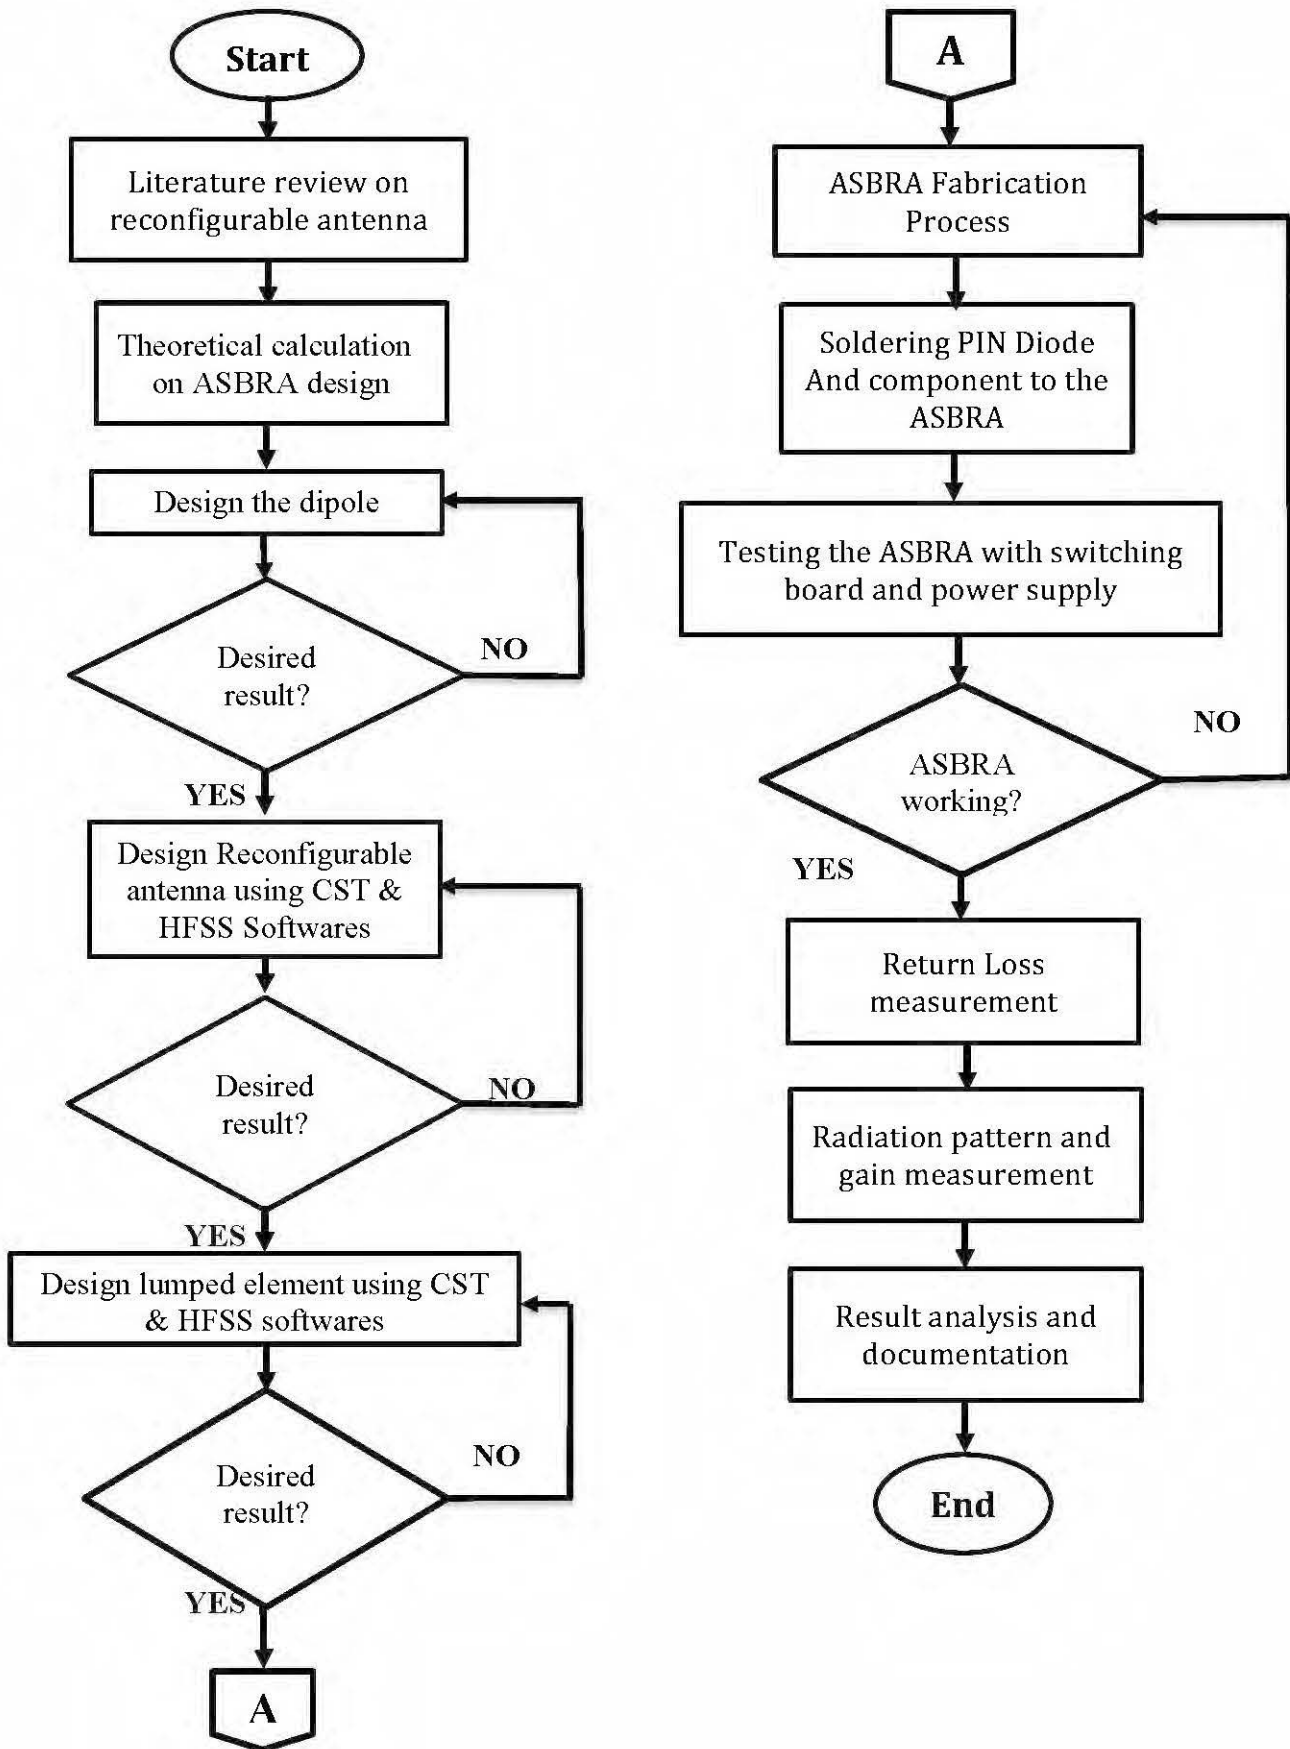 Start
Literature review on
reconfigurable antenna
Theoretical calculation
on ASBRA design
Design the dipole
Desired
result?
NO
YES
Design Reconfigurable
antenna using CST &
HFSS Softwares
Desired
result?
NO
YES
Design lumped element using CST
& HFSS softwares
Desired
result?
NO
YES
A
A
ASBRA Fabrication
Process
Soldering PIN Diode
And component to the
ASBRA
Testing the ASBRA with switching
board and power supply
ASBRA
working?
NO
YES
Return Loss
measurement
Radiation pattern and
gain measurement
Result analysis and
documentation
End